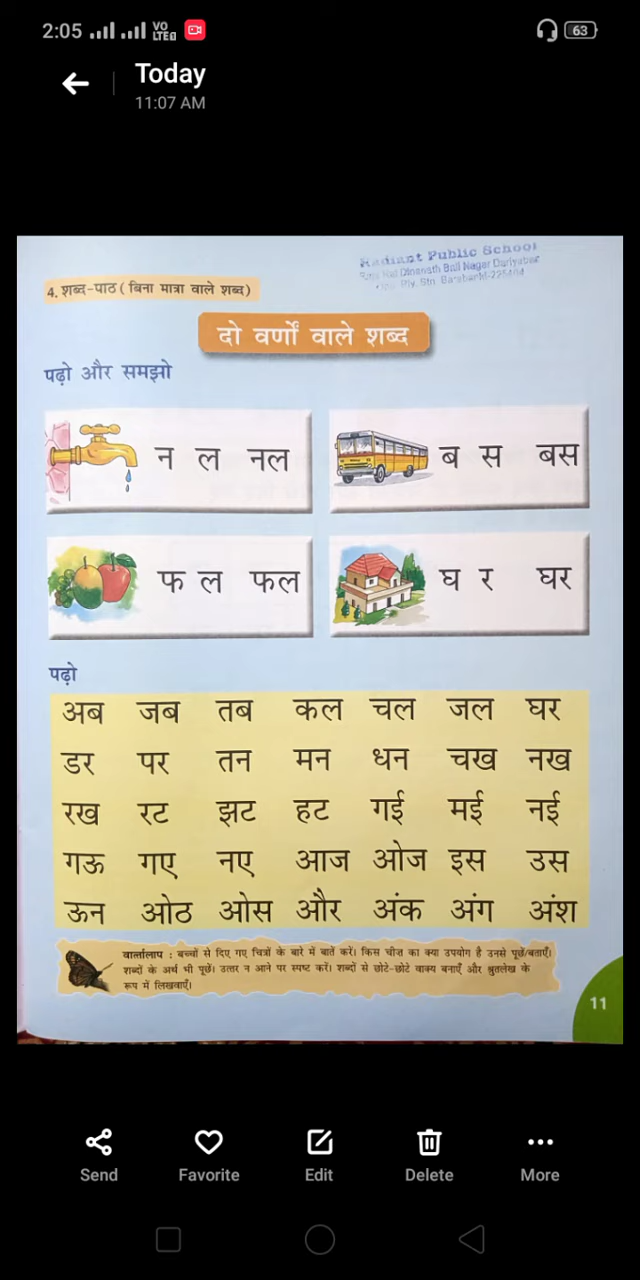 2:05 VoLTE 63
Today
11:07 AM
Radiant Public School
4. शब्द-पाठ ( बिना मात्रा वाले शब्द)
दो वर्णों वाले शब्द
पढ़ो और समझो
न ल नल
ब स बस
फ ल फल
घ र घर
पढ़ो
अब जब तब कल चल जल घर
डर पर तन मन धन चख नख
रख रट झट हट गई मई नई
गऊ गए नए आज ओज इस उस
ऊन ओठ ओस और अंक अंग अंश
वार्त्तालाप : बच्चों से दिए गए चित्रों के बारे में बातें करें। किस चीज़ का क्या उपयोग है उनसे पूछें/बताएँ।
शब्दों के अर्थ भी पूछें। उत्तर न आने पर स्पष्ट करें। शब्दों से छोटे-छोटे वाक्य बनाएँ और श्रुतलेख के
रूप में लिखवाएँ।
11
Send Favorite Edit Delete More